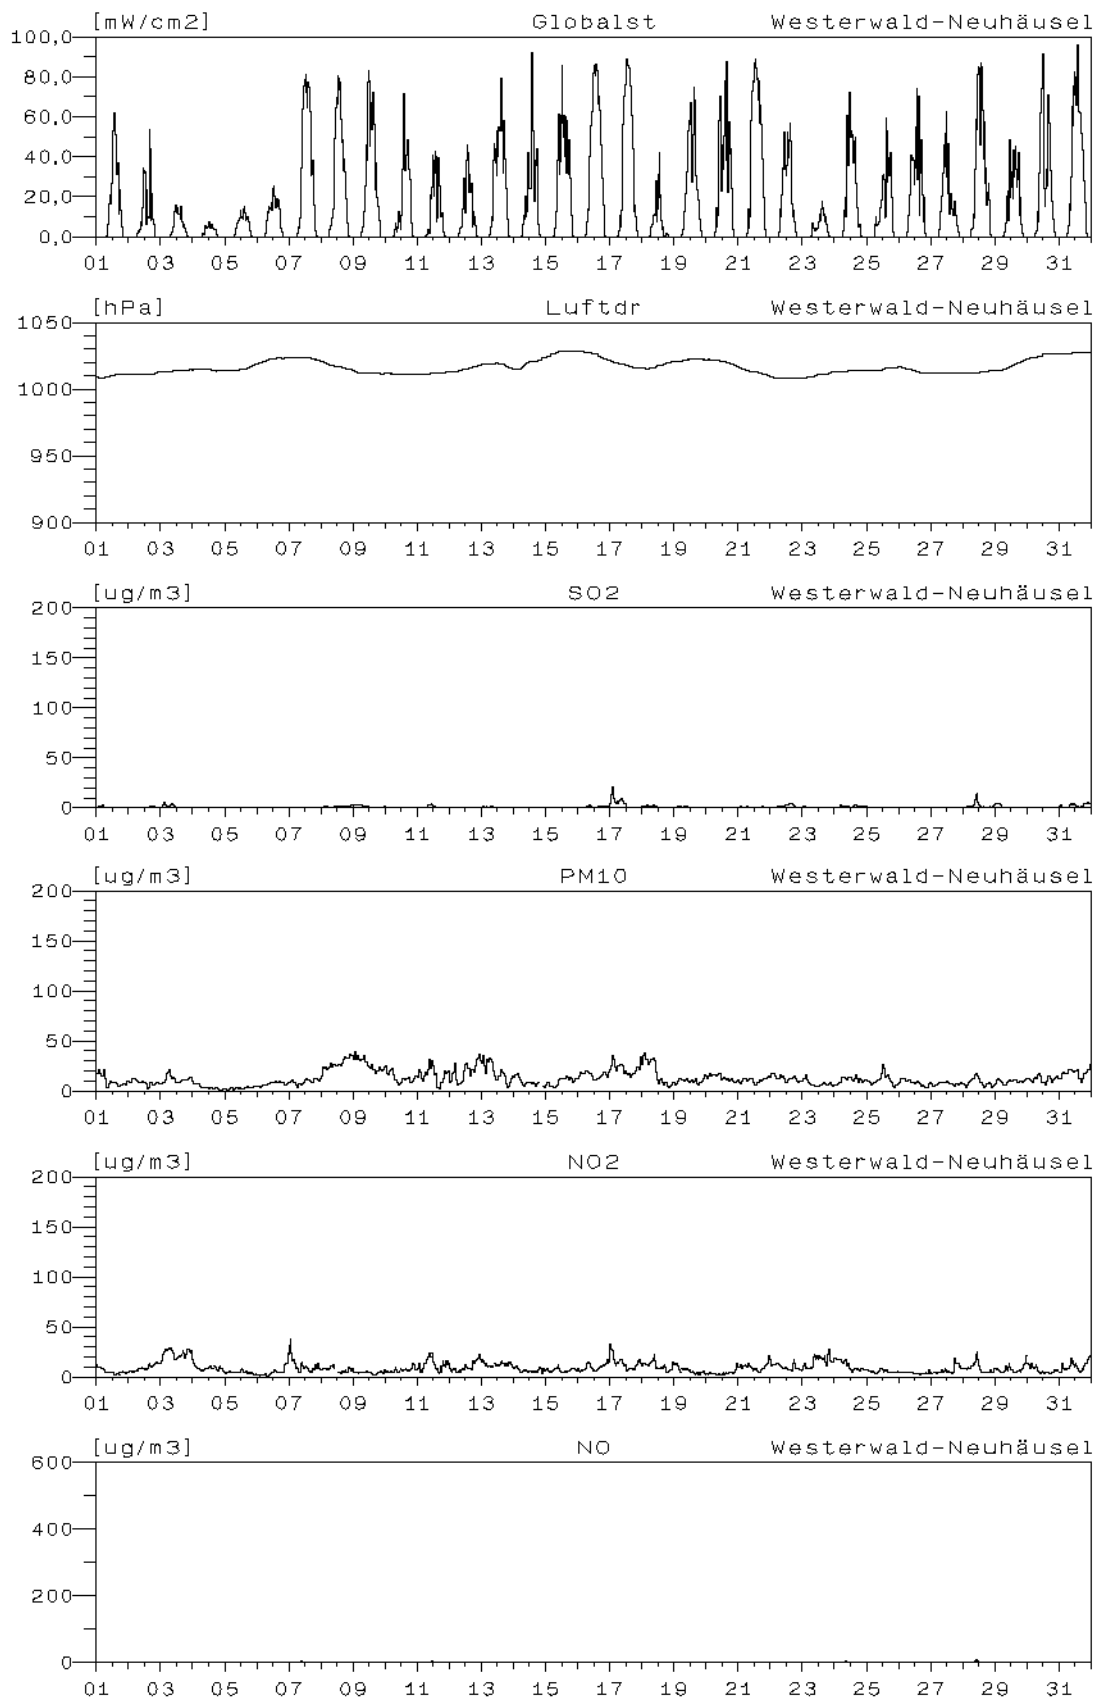 [mW/cm2] Globalst Westerwald-Neuhäusel
100,0
80,0
60,0
40,0
20,0
0,0
01 03 05 07 09 11 13 15 17 19 21 23 25 27 29 31
[hPa] Luftdr Westerwald-Neuhäusel
1050
1000
950
900
01 03 05 07 09 11 13 15 17 19 21 23 25 27 29 31
[ug/m3] SO2 Westerwald-Neuhäusel
200
150
100
50
0
01 03 05 07 09 11 13 15 17 19 21 23 25 27 29 31
[ug/m3] PM10 Westerwald-Neuhäusel
200
150
100
50
0
01 03 05 07 09 11 13 15 17 19 21 23 25 27 29 31
[ug/m3] NO2 Westerwald-Neuhäusel
200
150
100
50
0
01 03 05 07 09 11 13 15 17 19 21 23 25 27 29 31
[ug/m3] NO Westerwald-Neuhäusel
600
400
200
0
01 03 05 07 09 11 13 15 17 19 21 23 25 27 29 31